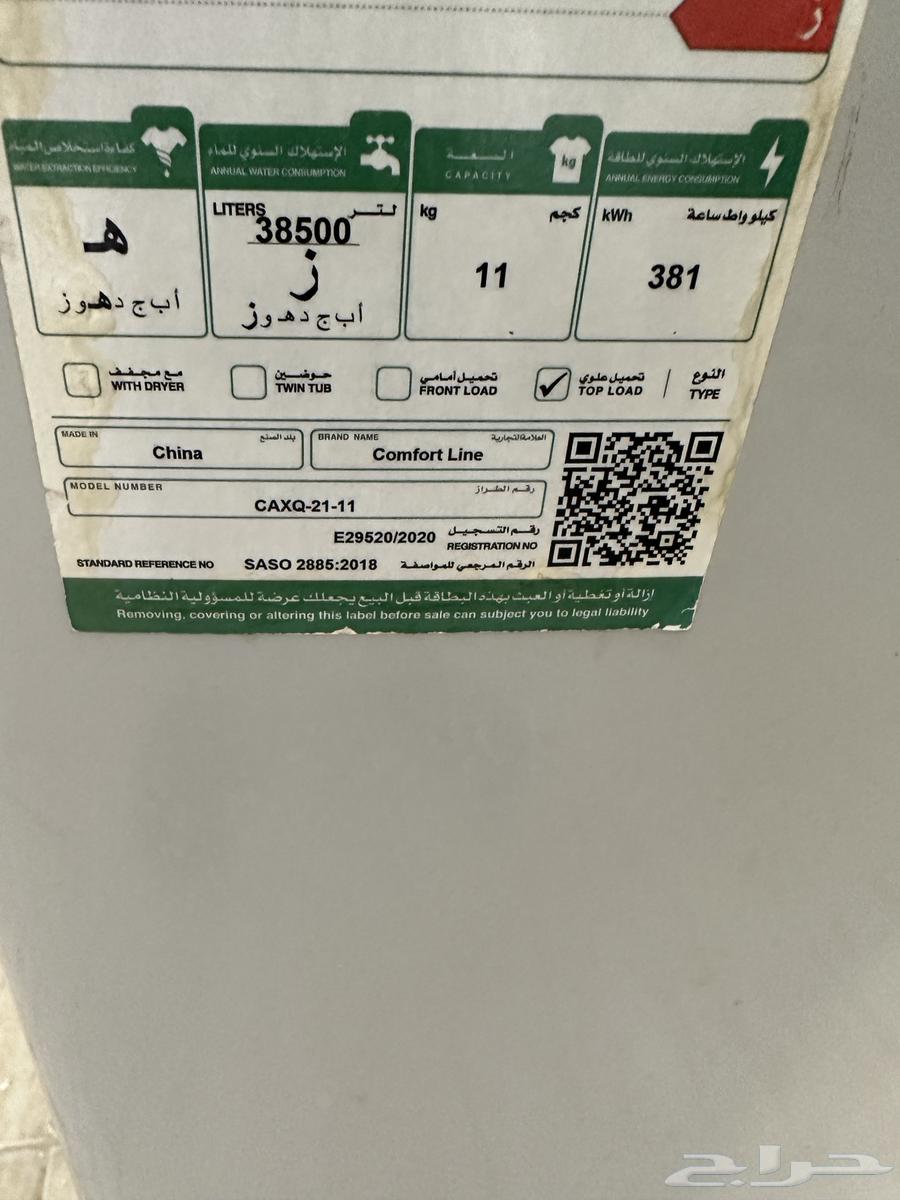 ز
كفاءة استخلاص المياه
WATER EXTRACTION EFFICIENCY
هـ
أ ب ج د هـ و ز
الإستهلاك السنوي للماء
ANNUAL WATER CONSUMPTION
LITERS لتـر
38500
ز
أ ب ج د هـ و ز
السعـة
CAPACITY
kg
kg كجم
11
الإستهلاك السنوي للطاقة
ANNUAL ENERGY CONSUMPTION
kWh كيلو واط ساعة
381
النوع
TYPE
تحميل علوي
TOP LOAD
تحميل أمامي
FRONT LOAD
حوضين
TWIN TUB
مع مجفف
WITH DRYER
MADE IN بلد الصنع
China
BRAND NAME العلامة التجارية
Comfort Line
MODEL NUMBER رقم الطراز
CAXQ-21-11
E29520/2020 رقم التسجيل
REGISTRATION NO
STANDARD REFERENCE NO SASO 2885:2018 الرقم المرجعي للمواصفة
إزالة أو تغطية أو العبث بهذه البطاقة قبل البيع يجعلك عرضة للمسؤولية النظامية
Removing, covering or altering this label before sale can subject you to legal liability
حراج